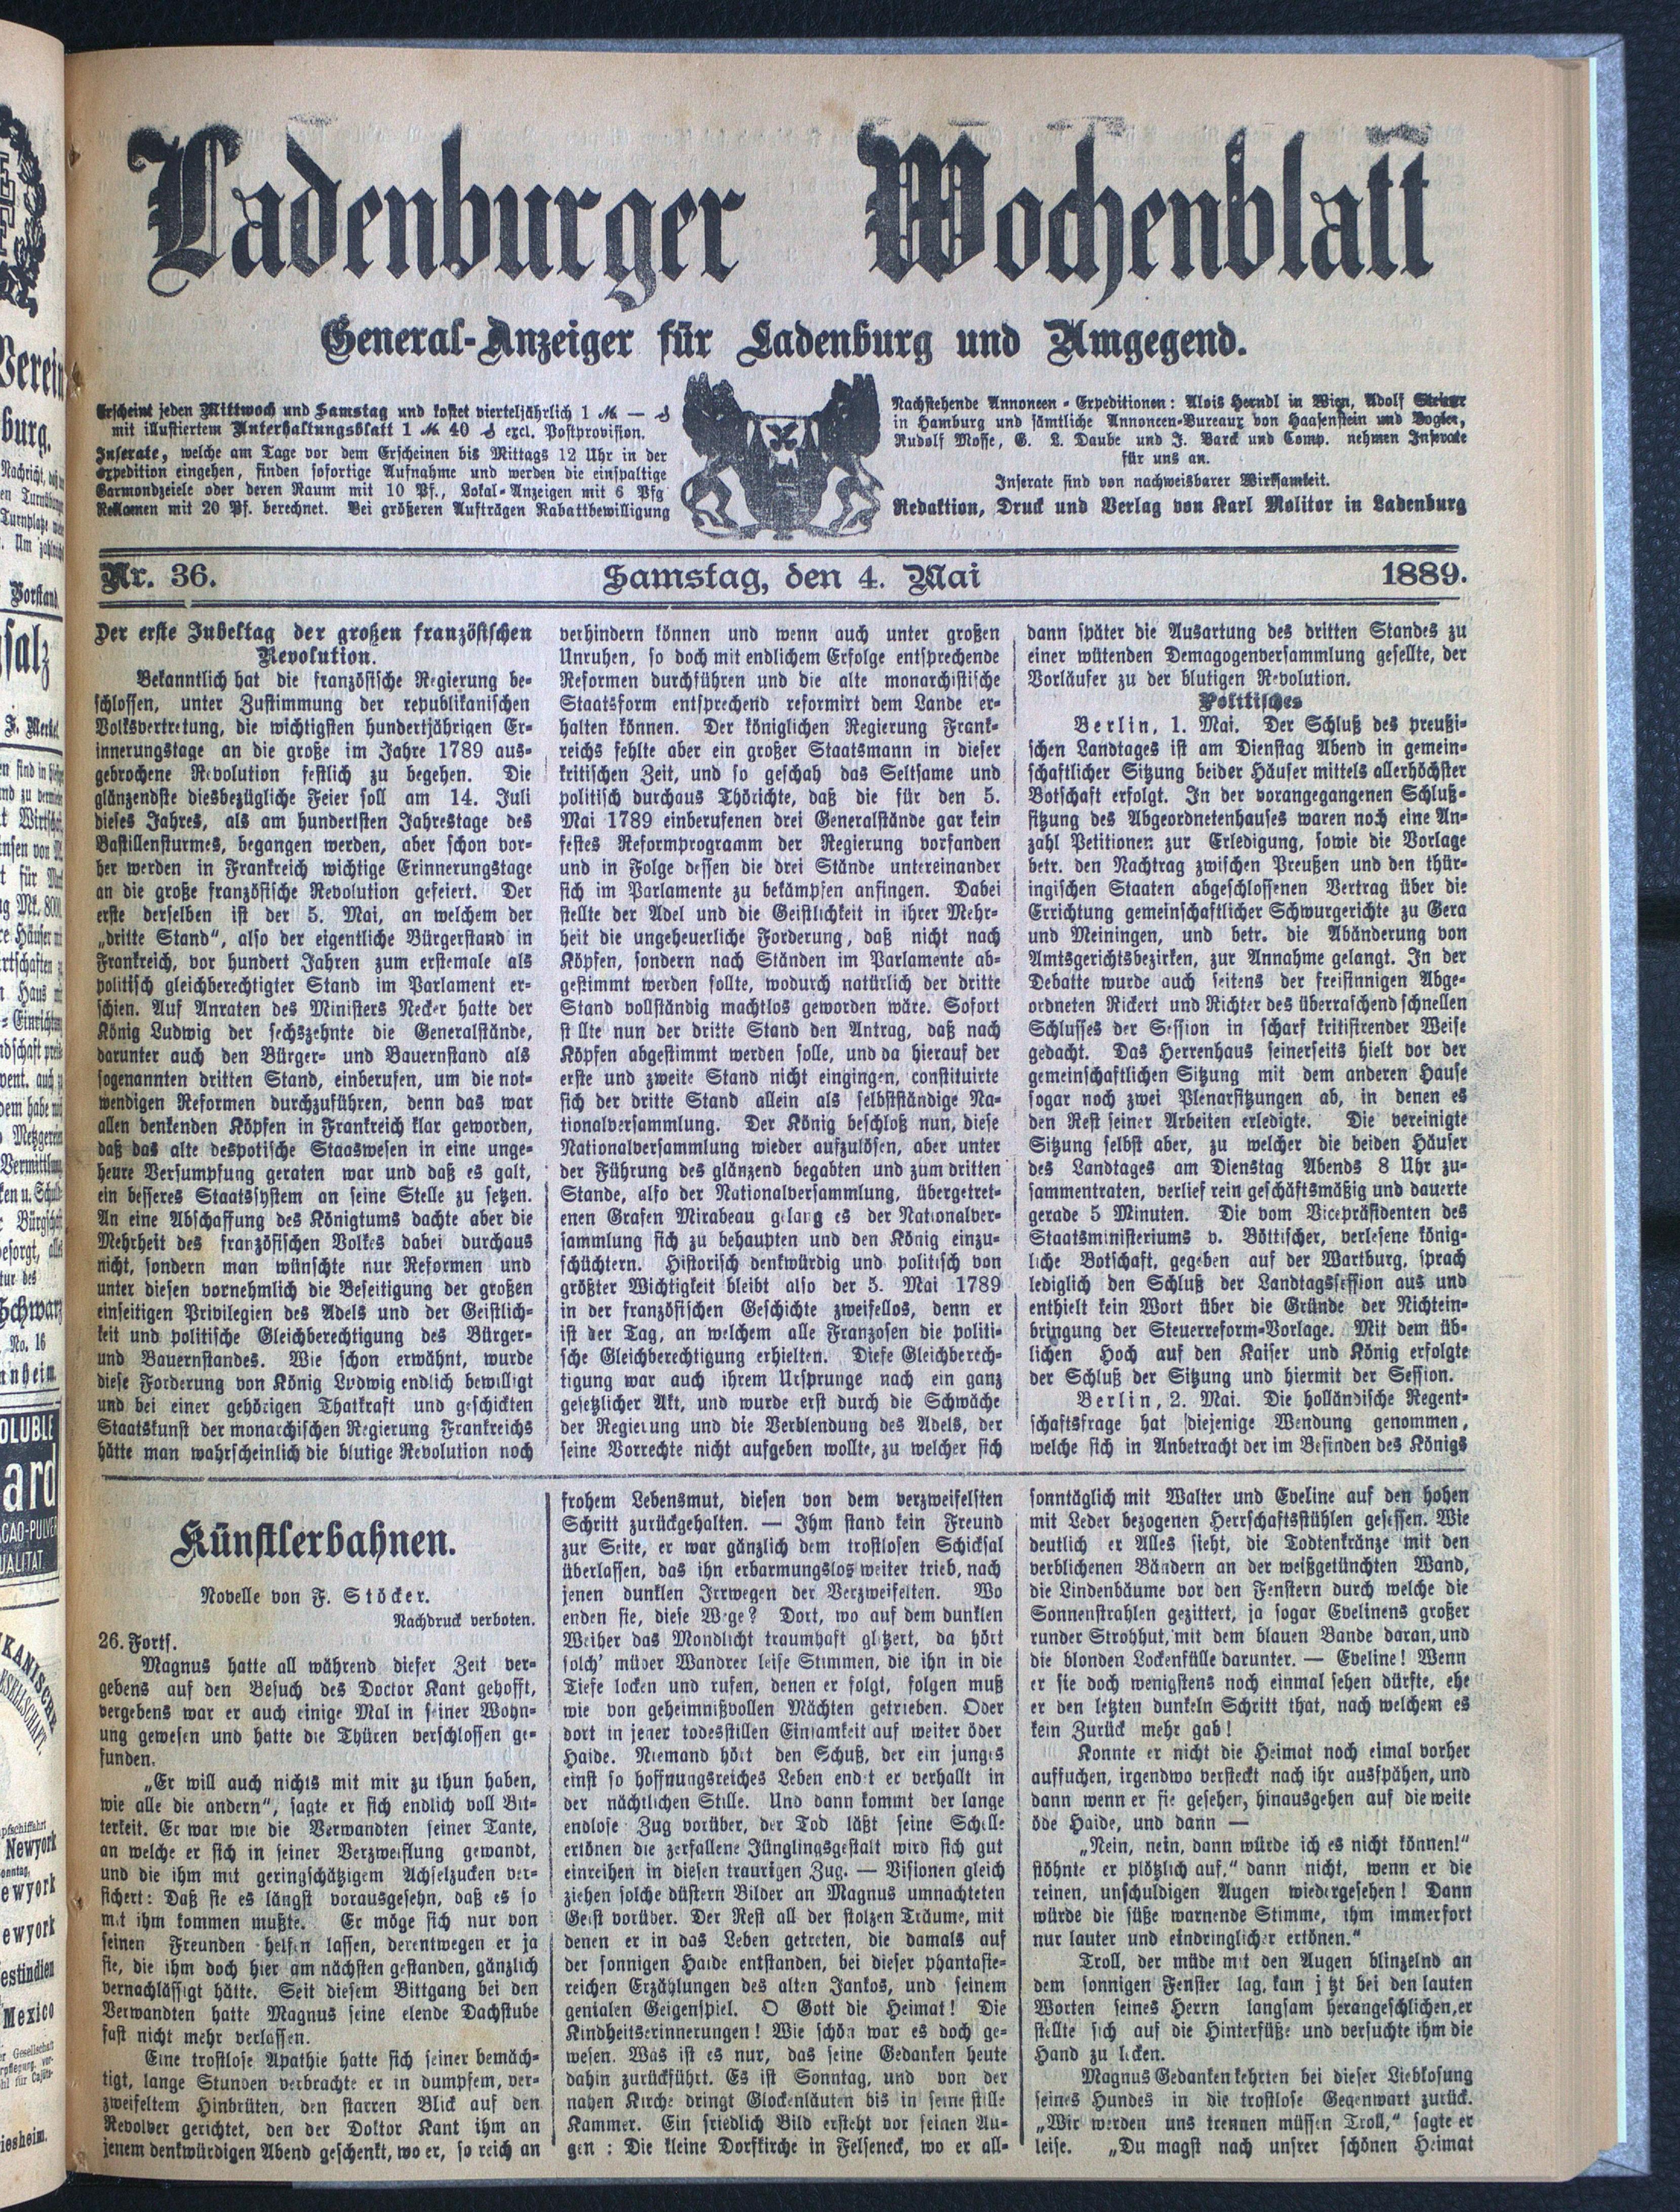 Ladenburger Wochenblatt
General-Anzeiger für Ladenburg und Umgegend.
Erscheint jeden Mittwoch und Samstag und kostet vierteljährlich 1 ℳ — ₰
mit illustiertem Unterhaltungsblatt 1 ℳ 40 ₰ excl. Postprovision.
Inserate, welche am Tage vor dem Erscheinen bis Mittags 12 Uhr in der
Expedition eingehen, finden sofortige Aufnahme und werden die einspaltige
Garmondzeile oder deren Raum mit 10 Pf., Lokal-Anzeigen mit 6 Pfg
Reklamen mit 20 Pf. berechnet. Bei größeren Aufträgen Rabattbewilligung
Nachstehende Annoncen-Expeditionen: Alois Herndl in Wien, Adolf Steiner
in Hamburg und sämtliche Annoncen-Bureaux von Haasenstein und Vogler,
Rudolf Mosse, G. L. Daube und J. Barck und Comp. nehmen Inserate
für uns an.
Inserate sind von nachweisbarer Wirksamkeit.
Redaktion, Druck und Verlag von Karl Molitor in Ladenburg
Nr. 36. Samstag, den 4. Mai 1889.
Der erste Jubeltag der großen französischen
Revolution.
Bekanntlich hat die französische Regierung be-
schlossen, unter Zustimmung der republikanischen
Volksvertretung, die wichtigsten hundertjährigen Er-
innerungstage an die große im Jahre 1789 aus-
gebrochene Revolution festlich zu begehen. Die
glänzendste diesbezügliche Feier soll am 14. Juli
dieses Jahres, als am hundertsten Jahrestage des
Bastillensturmes, begangen werden, aber schon vor-
her werden in Frankreich wichtige Erinnerungstage
an die große französische Revolution gefeiert. Der
erste derselben ist der 5. Mai, an welchem der
„dritte Stand“, also der eigentliche Bürgerstand in
Frankreich, vor hundert Jahren zum erstemale als
politisch gleichberechtigter Stand im Parlament er-
schien. Auf Anraten des Ministers Necker hatte der
König Ludwig der sechszehnte die Generalstände,
darunter auch den Bürger- und Bauernstand als
sogenannten dritten Stand, einberufen, um die not-
wendigen Reformen durchzuführen, denn das war
allen denkenden Köpfen in Frankreich klar geworden,
daß das alte despotische Staaswesen in eine unge-
heure Versumpfung geraten war und daß es galt,
ein besseres Staatssystem an seine Stelle zu setzen.
An eine Abschaffung des Königtums dachte aber die
Mehrheit des französischen Volkes dabei durchaus
nicht, sondern man wünschte nur Reformen und
unter diesen vornehmlich die Beseitigung der großen
einseitigen Privilegien des Adels und der Geistlich-
keit und politische Gleichberechtigung des Bürger-
und Bauernstandes. Wie schon erwähnt, wurde
diese Forderung von König Ludwig endlich bewilligt
und bei einer gehörigen Thatkraft und geschickten
Staatskunst der monarchischen Regierung Frankreichs
hätte man wahrscheinlich die blutige Revolution noch
verhindern können und wenn auch unter großen
Unruhen, so doch mit endlichem Erfolge entsprechende
Reformen durchführen und die alte monarchistische
Staatsform entsprechend reformirt dem Lande er-
halten können. Der königlichen Regierung Frank-
reichs fehlte aber ein großer Staatsmann in dieser
kritischen Zeit, und so geschah das Seltsame und
politisch durchaus Thörichte, daß die für den 5.
Mai 1789 einberufenen drei Generalstände gar kein
festes Reformprogramm der Regierung vorfanden
und in Folge dessen die drei Stände untereinander
sich im Parlamente zu bekämpfen anfingen. Dabei
stellte der Adel und die Geistlichkeit in ihrer Mehr-
heit die ungeheuerliche Forderung, daß nicht nach
Köpfen, sondern nach Ständen im Parlamente ab-
gestimmt werden sollte, wodurch natürlich der dritte
Stand vollständig machtlos geworden wäre. Sofort
st llte nun der dritte Stand den Antrag, daß nach
Köpfen abgestimmt werden solle, und da hierauf der
erste und zweite Stand nicht eingingen, constituirte
sich der dritte Stand allein als selbstständige Na-
tionalversammlung. Der König beschloß nun, diese
Nationalversammlung wieder aufzulösen, aber unter
der Führung des glänzend begabten und zum dritten
Stande, also der Nationalversammlung, übergetret-
enen Grafen Mirabeau gelang es der Nationalver-
sammlung sich zu behaupten und den König einzu-
schüchtern. Historisch denkwürdig und politisch von
größter Wichtigkeit bleibt also der 5. Mai 1789
in der französischen Geschichte zweifellos, denn er
ist der Tag, an welchem alle Franzosen die politi-
sche Gleichberechtigung erhielten. Diese Gleichberech-
tigung war auch ihrem Ursprunge nach ein ganz
gesetzlicher Akt, und wurde erst durch die Schwäche
der Regierung und die Verblendung des Adels, der
seine Vorrechte nicht aufgeben wollte, zu welcher sich
dann später die Ausartung des dritten Standes zu
einer wütenden Demagogenversammlung gesellte, der
Vorläufer zu der blutigen Revolution.
Politisches
Berlin, 1. Mai. Der Schluß des preußi-
schen Landtages ist am Dienstag Abend in gemein-
schaftlicher Sitzung beider Häuser mittels allerhöchster
Botschaft erfolgt. In der vorangegangenen Schluß-
sitzung des Abgeordnetenhauses waren noch eine An-
zahl Petitionen zur Erledigung, sowie die Vorlage
betr. den Nachtrag zwischen Preußen und den thür-
ingischen Staaten abgeschlossenen Vertrag über die
Errichtung gemeinschaftlicher Schwurgerichte zu Gera
und Meiningen, und betr. die Abänderung von
Amtsgerichtsbezirken, zur Annahme gelangt. In der
Debatte wurde auch seitens der freisinnigen Abge-
ordneten Rickert und Richter des überraschend schnellen
Schlusses der Session in scharf kritisirender Weise
gedacht. Das Herrenhaus seinerseits hielt vor der
gemeinschaftlichen Sitzung mit dem anderen Hause
sogar noch zwei Plenarsitzungen ab, in denen es
den Rest seiner Arbeiten erledigte. Die vereinigte
Sitzung selbst aber, zu welcher die beiden Häuser
des Landtages am Dienstag Abends 8 Uhr zu-
sammentraten, verlief rein geschäftsmäßig und dauerte
gerade 5 Minuten. Die vom Vicepräsidenten des
Staatsministeriums v. Böttischer, verlesene könig-
liche Botschaft, gegeben auf der Wartburg, sprach
lediglich den Schluß der Landtagssession aus und
enthielt kein Wort über die Gründe der Nichtein-
bringung der Steuerreform-Vorlage. Mit dem üb-
lichen Hoch auf den Kaiser und König erfolgte
der Schluß der Sitzung und hiermit der Session.
Berlin, 2. Mai. Die holländische Regent-
schaftsfrage hat diejenige Wendung genommen,
welche sich in Anbetracht der im Befinden des Königs
Künstlerbahnen.
Novelle von F. Stöcker.
Nachdruck verboten.
26. Forts.
Magnus hatte all während dieser Zeit ver-
gebens auf den Besuch des Doctor Kant gehofft,
vergebens war er auch einige Mal in seiner Wohn-
ung gewesen und hatte die Thüren verschlossen ge-
funden.
„Er will auch nichts mit mir zu thun haben,
wie alle die andern“, sagte er sich endlich voll Bit-
terkeit. Er war wie die Verwandten seiner Tante,
an welche er sich in seiner Verzweiflung gewandt,
und die ihm mit geringschätzigem Achselzucken ver-
sichert: Daß sie es längst vorausgesehn, daß es so
mit ihm kommen mußte. Er möge sich nur von
seinen Freunden helfen lassen, derentwegen er ja
sie, die ihm doch hier am nächsten gestanden, gänzlich
vernachlässigt hätte. Seit diesem Bittgang bei den
Verwandten hatte Magnus seine elende Dachstube
fast nicht mehr verlassen.
Eine trostlose Apathie hatte sich seiner bemäch-
tigt, lange Stunden verbrachte er in dumpfem, ver-
zweifeltem Hinbrüten, den starren Blick auf den
Revolver gerichtet, den der Doktor Kant ihm an
jenem denkwürdigen Abend geschenkt, wo er, so reich an
frohem Lebensmut, diesen von dem verzweifelsten
Schritt zurückgehalten. — Ihm stand kein Freund
zur Seite, er war gänzlich dem trostlosen Schicksal
überlassen, das ihn erbarmungslos weiter trieb, nach
jenen dunklen Irrwegen der Verzweifelten. Wo
enden sie, diese Wege? Dort, wo auf dem dunklen
Weiher das Mondlicht traumhaft glitzert, da hört
solch’ müder Wandrer leise Stimmen, die ihn in die
Tiefe locken und rufen, denen er folgt, folgen muß
wie von geheimnißvollen Mächten getrieben. Oder
dort in jener todesstillen Einsamkeit auf weiter öder
Haide. Niemand hört den Schuß, der ein junges
einst so hoffnungsreiches Leben endet er verhallt in
der nächtlichen Stille. Und dann kommt der lange
endlose Zug vorüber, der Tod läßt seine Schelle
ertönen die zerfallene Jünglingsgestalt wird sich gut
einreihen in diesen traurigen Zug. — Visionen gleich
ziehen solche düstern Bilder an Magnus umnachteten
Geist vorüber. Der Rest all der stolzen Träume, mit
denen er in das Leben getreten, die damals auf
der sonnigen Haide entstanden, bei dieser phantaste-
reichen Erzählungen des alten Jankos, und seinem
genialen Geigenspiel. O Gott die Heimat! Die
Kindheitserinnerungen! Wie schön war es doch ge-
wesen. Was ist es nur, das seine Gedanken heute
dahin zurückführt. Es ist Sonntag, und von der
nahen Kirche dringt Glockenläuten bis in seine stille
Kammer. Ein friedlich Bild ersteht vor seinen Au-
gen : Die kleine Dorfkirche in Felseneck, wo er all-
sonntäglich mit Walter und Eveline auf den hohen
mit Leder bezogenen Herrschaftsstühlen gesessen. Wie
deutlich er Alles sieht, die Todtenkränze mit den
verblichenen Bändern an der weißgetünchten Wand,
die Lindenbäume vor den Fenstern durch welche die
Sonnenstrahlen gezittert, ja sogar Evelinens großer
runder Strohhut, mit dem blauen Bande daran, und
die blonden Lockenfülle darunter. — Eveline! Wenn
er sie doch wenigstens noch einmal sehen dürfte, ehe
er den letzten dunkeln Schritt that, nach welchem es
kein Zurück mehr gab!
Konnte er nicht die Heimat noch eimal vorher
auffuchen, irgendwo versteckt nach ihr ausspähen, und
dann wenn er sie gesehen, hinausgehen auf die weite
öde Haide, und dann —
„Nein, nein, dann würde ich es nicht können!“
stöhnte er plötzlich auf,“ dann nicht, wenn er die
reinen, unschuldigen Augen wiedergesehen! Dann
würde die süße warnende Stimme, ihm immerfort
nur lauter und eindringlicher ertönen.“
Troll, der müde mit den Augen blinzelnd an
dem sonnigen Fenster lag, kam j tzt bei den lauten
Worten seines Herrn langsam herangeschlichen, er
stellte sich auf die Hinterfüße und versuchte ihm die
Hand zu lecken.
Magnus Gedanken kehrten bei dieser Liebkosung
seines Hundes in die trostlose Gegenwart zurück.
„Wir werden uns trennen müssen Troll,“ sagte er
leise. „Du magst nach unsrer schönen Heimat